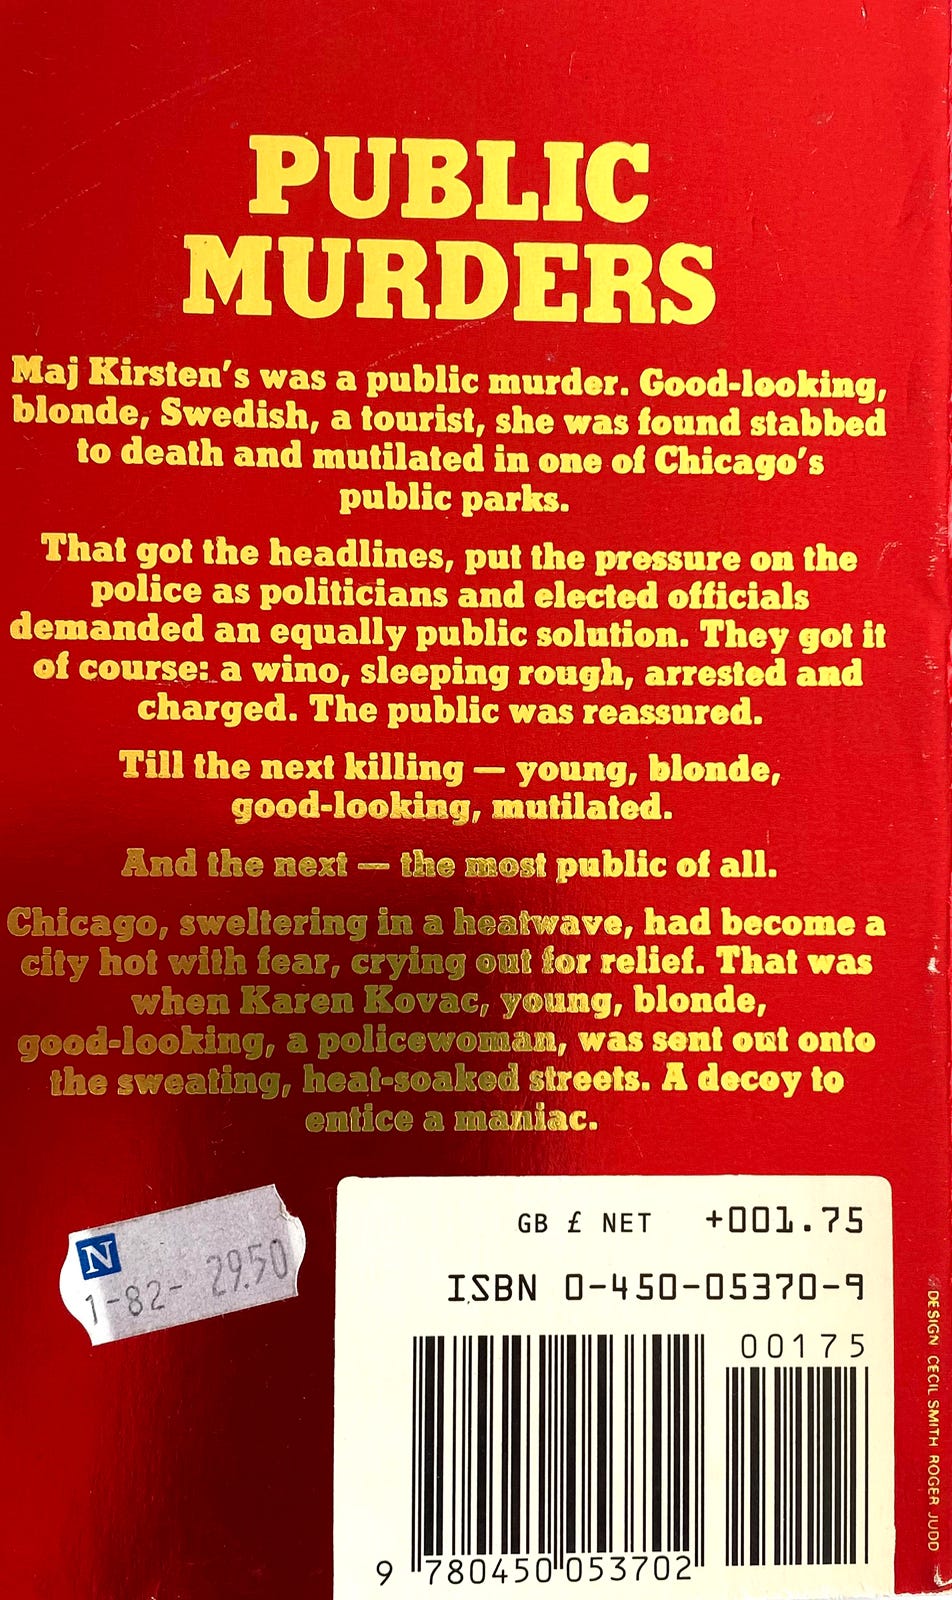 PUBLIC
MURDERS
Maj Kirsten's was a public murder. Good-looking,
blonde, Swedish, a tourist, she was found stabbed
to death and mutilated in one of Chicago's
public parks.
That got the headlines, put the pressure on the
police as politicians and elected officials
demanded an equally public solution. They got it
of course: a wino, sleeping rough, arrested and
charged. The public was reassured.
Till the next killing — young, blonde,
good-looking, mutilated.
And the next — the most public of all.
Chicago, sweltering in a heatwave, had become a
city hot with fear, crying out for relief. That was
when Karen Kovac, young, blonde,
good-looking, a policewoman, was sent out onto
the sweating, heat-soaked streets. A decoy to
entice a maniac.
N
1-82- 29.50
GB £ NET +001.75
ISBN 0-450-05370-9
00175
9 780450 053702
DESIGN CECIL SMITH ROGER JUDD